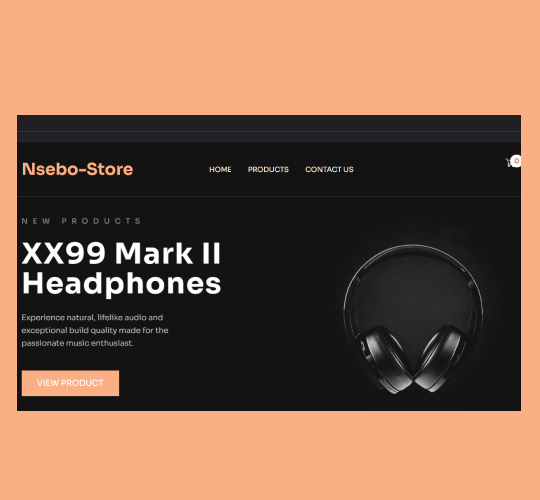 Nsebo-Store
HOME PRODUCTS CONTACT US
0
NEW PRODUCTS
XX99 Mark II
Headphones
Experience natural, lifelike audio and
exceptional build quality made for the
passionate music enthusiast.
VIEW PRODUCT